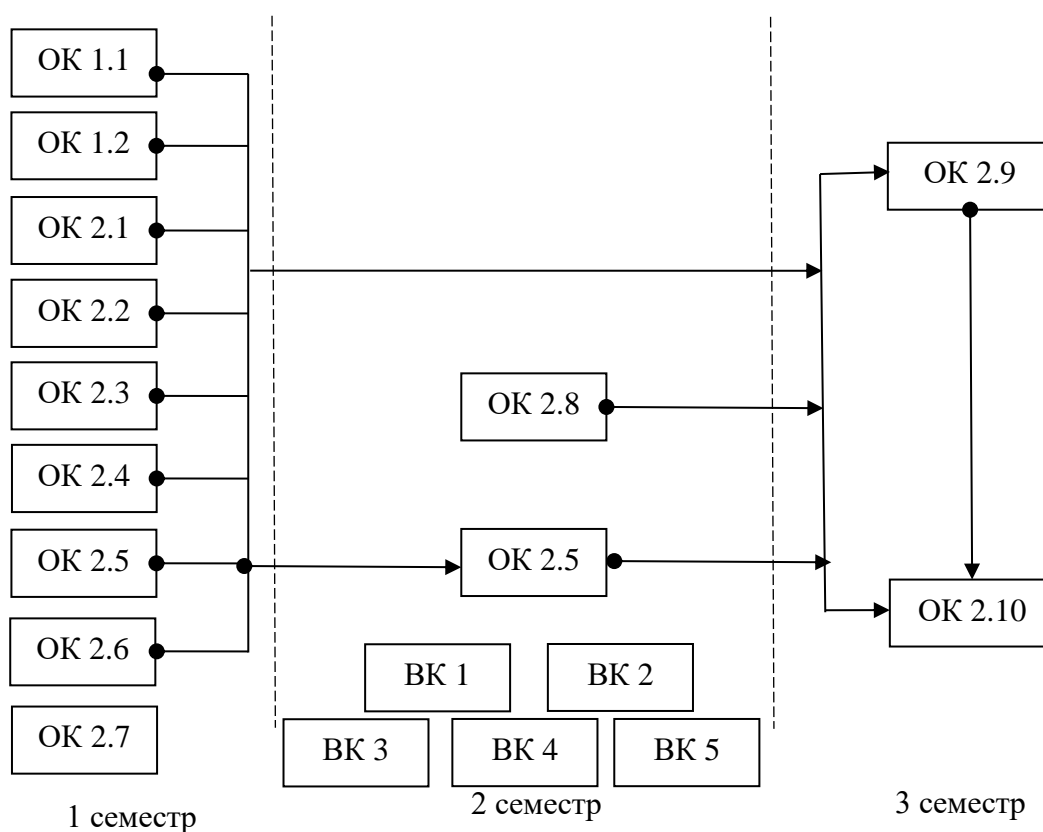 ОК 1.1
ОК 1.2
ОК 2.1
ОК 2.2
ОК 2.3
ОК 2.4
ОК 2.5
ОК 2.6
ОК 2.7
1 семестр
ОК 2.8
ОК 2.5
ВК 1
ВК 2
ВК 3
ВК 4
ВК 5
2 семестр
ОК 2.9
ОК 2.10
3 семестр